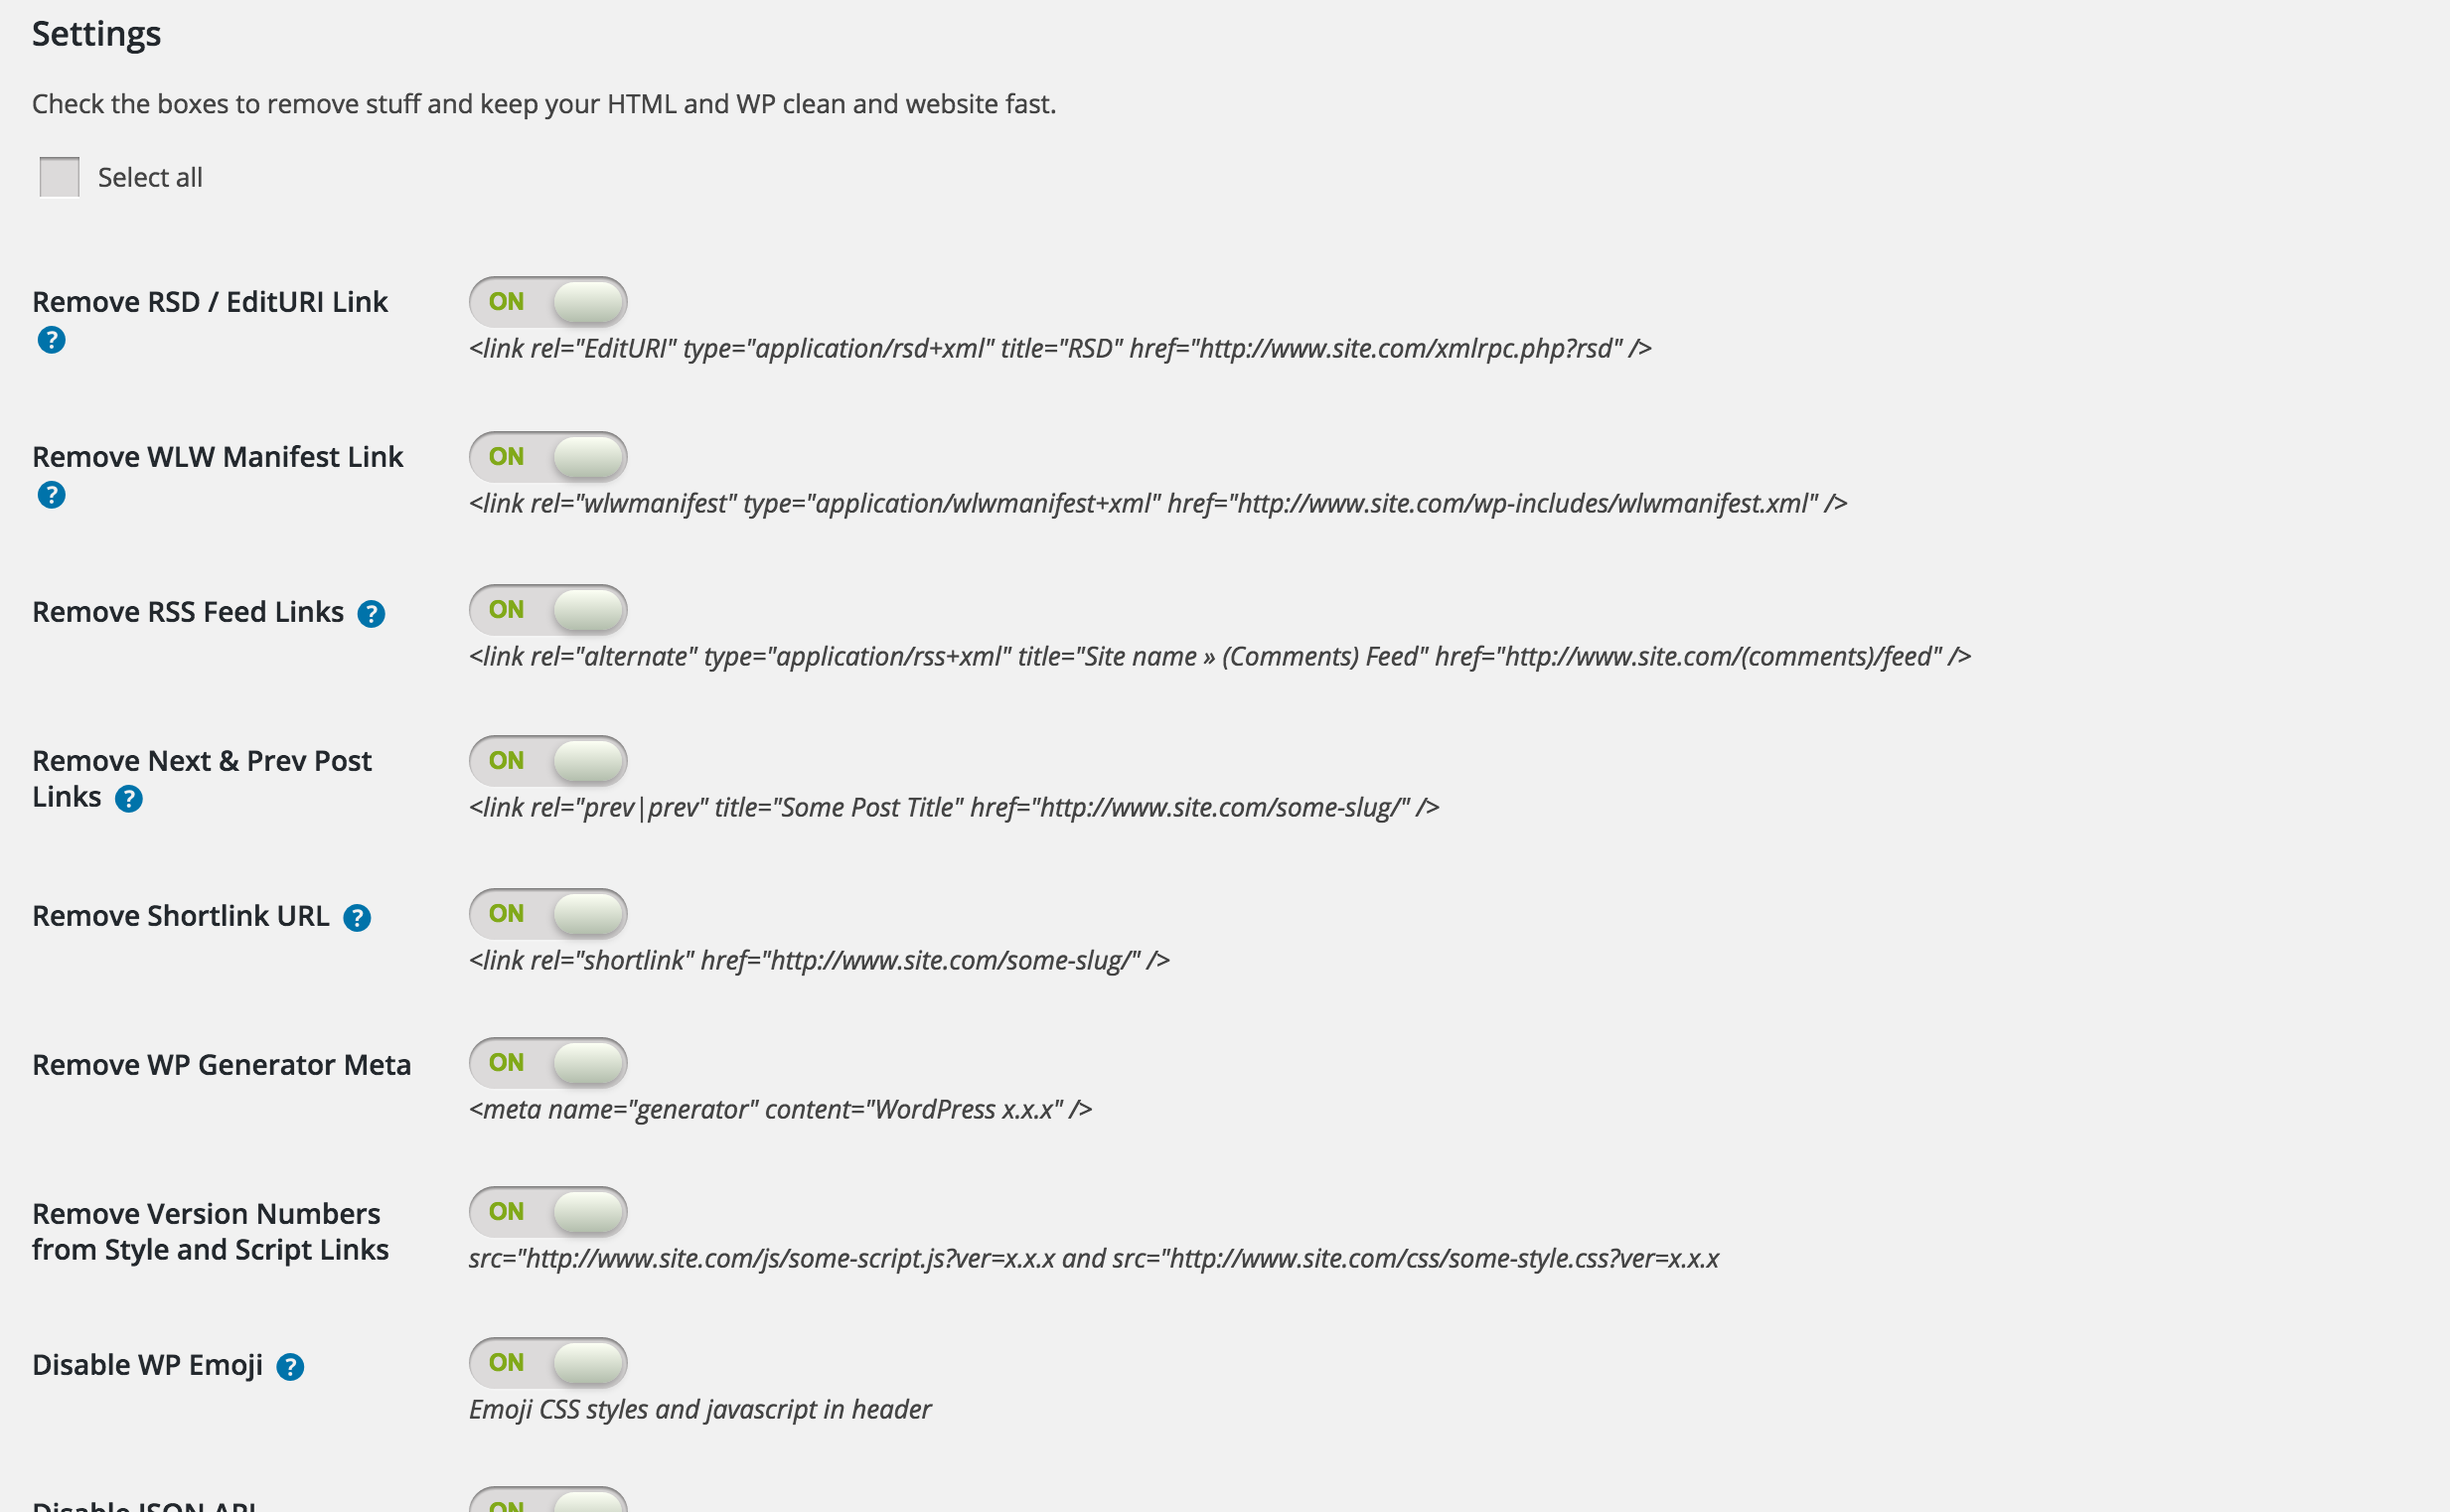 Settings
Check the boxes to remove stuff and keep your HTML and WP clean and website fast.
Select all
Remove RSD / EditURI Link
?
ON
<link rel="EditURI" type="application/rsd+xml" title="RSD" href="http://www.site.com/xmlrpc.php?rsd" />
Remove WLW Manifest Link
?
ON
<link rel="wlwmanifest" type="application/wlwmanifest+xml" href="http://www.site.com/wp-includes/wlwmanifest.xml" />
Remove RSS Feed Links ?
ON
<link rel="alternate" type="application/rss+xml" title="Site name » (Comments) Feed" href="http://www.site.com/(comments)/feed" />
Remove Next & Prev Post
Links ?
ON
<link rel="prev|prev" title="Some Post Title" href="http://www.site.com/some-slug/" />
Remove Shortlink URL ?
ON
<link rel="shortlink" href="http://www.site.com/some-slug/" />
Remove WP Generator Meta
ON
<meta name="generator" content="WordPress x.x.x" />
Remove Version Numbers
from Style and Script Links
ON
src="http://www.site.com/js/some-script.js?ver=x.x.x and src="http://www.site.com/css/some-style.css?ver=x.x.x
Disable WP Emoji ?
ON
Emoji CSS styles and javascript in header
Disable JSON API
ON